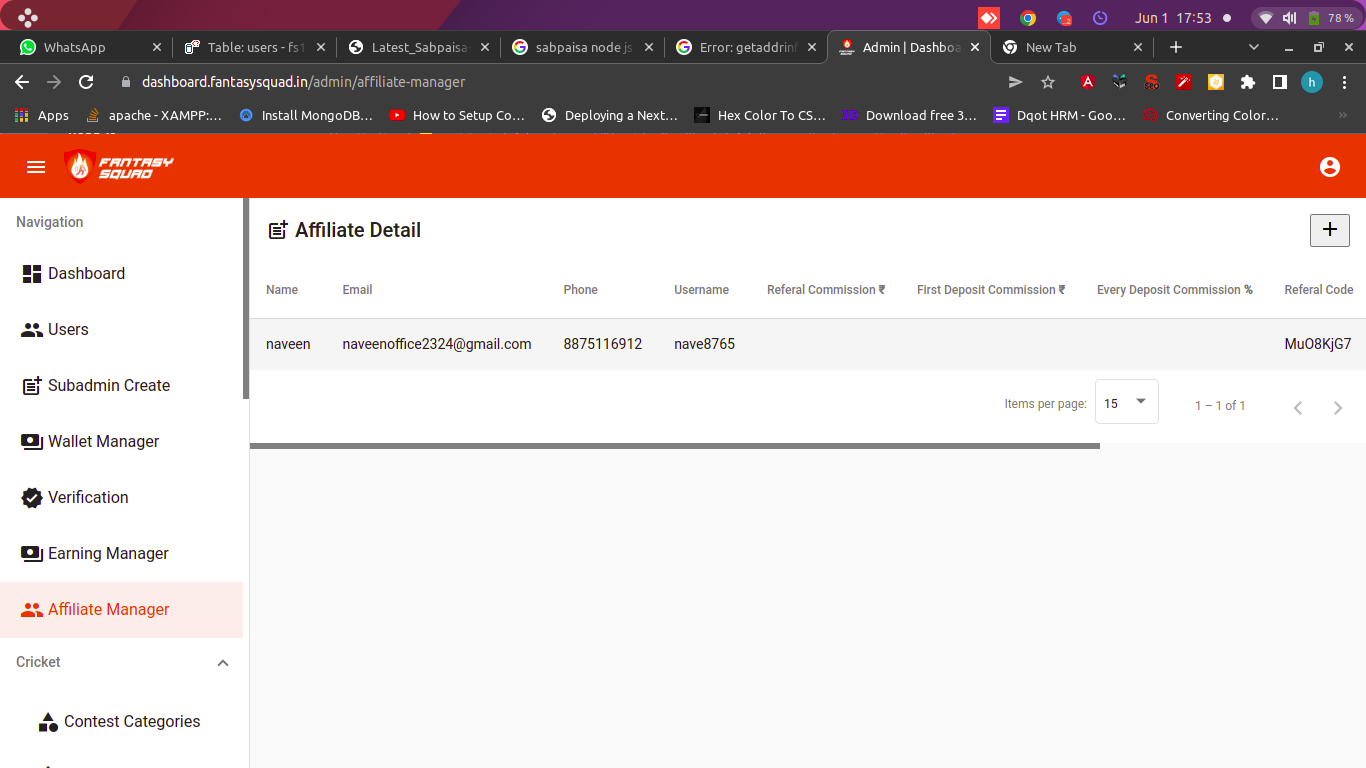 Jun 1 17:53
78 %
WhatsApp
Table: users - fs1
Latest_Sabpaisa
sabpaisa node js
Error: getaddrinf
Admin | Dashboa
New Tab
dashboard.fantasysquad.in/admin/affiliate-manager
h
Apps
apache - XAMPP:...
Install MongoDB...
How to Setup Co...
Deploying a Next...
Hex Color To CS...
Download free 3...
Dqot HRM - Goo...
Converting Color...
FANTASY
SQUAD
Navigation
Dashboard
Users
Subadmin Create
Wallet Manager
Verification
Earning Manager
Affiliate Manager
Cricket
Contest Categories
Affiliate Detail
Name Email Phone Username Referal Commission ₹ First Deposit Commission ₹ Every Deposit Commission % Referal Code
naveen naveenoffice2324@gmail.com 8875116912 nave8765 MuO8KjG7
Items per page: 15 1 – 1 of 1